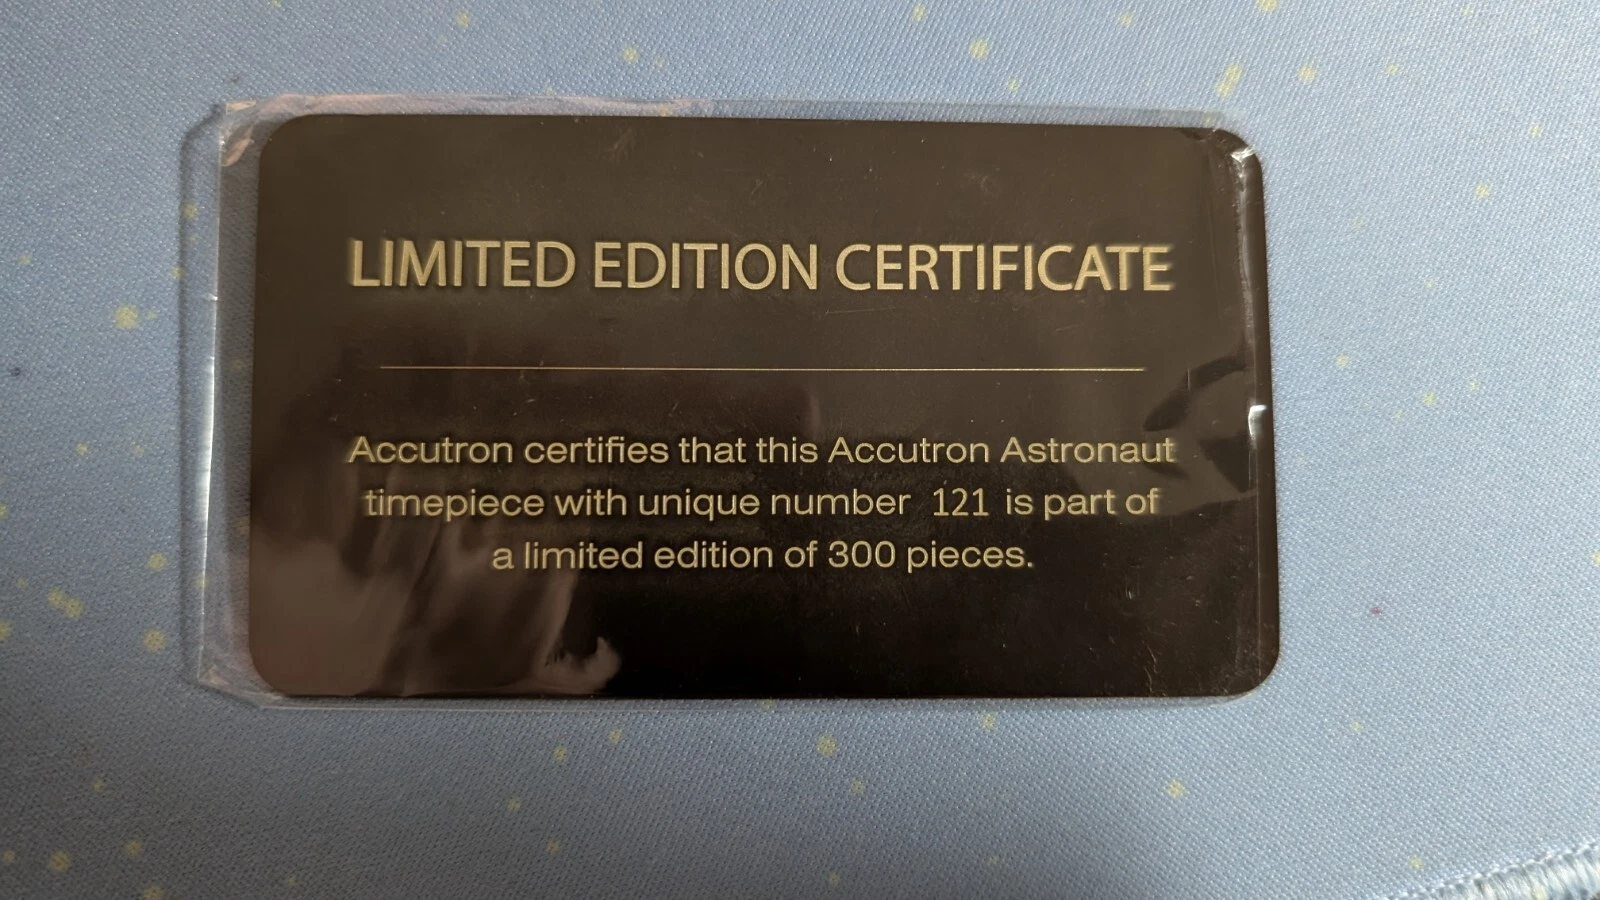 LIMITED EDITION CERTIFICATE
Accutron certifies that this Accutron Astronaut
timepiece with unique number 121 is part of
a limited edition of 300 pieces.